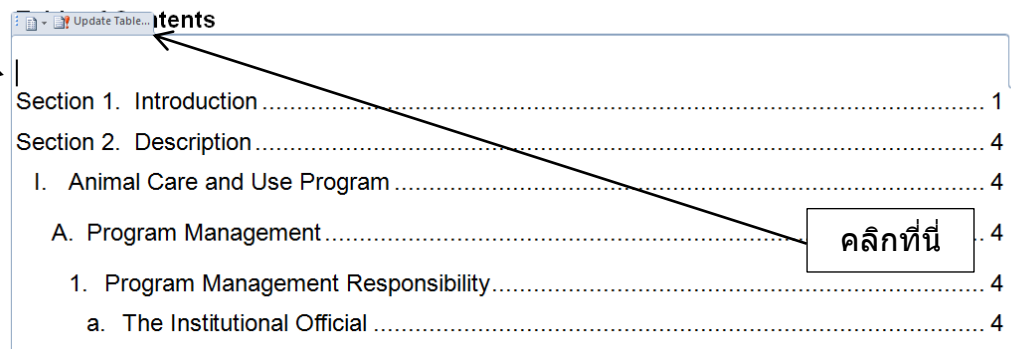 Update Table... tents
Section 1. Introduction ........ 1
Section 2. Description ........ 4
I. Animal Care and Use Program ........ 4
A. Program Management ........ 4
คลิกที่นี่
1. Program Management Responsibility ........ 4
a. The Institutional Official ........ 4